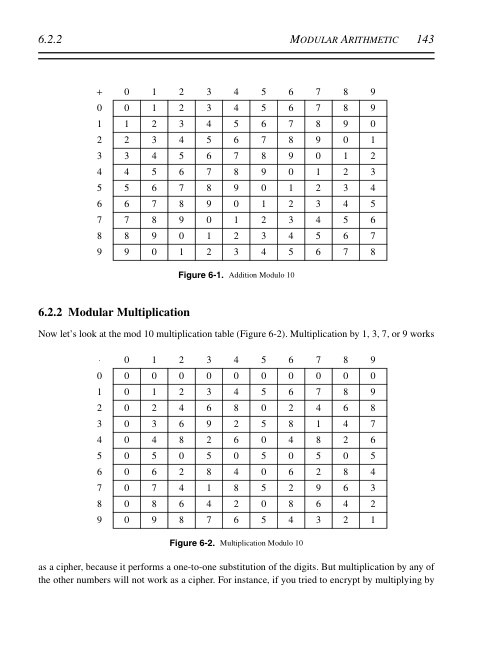 6.2.2 MODULAR ARITHMETIC 143
+ 0 1 2 3 4 5 6 7 8 9
0 0 1 2 3 4 5 6 7 8 9
1 1 2 3 4 5 6 7 8 9 0
2 2 3 4 5 6 7 8 9 0 1
3 3 4 5 6 7 8 9 0 1 2
4 4 5 6 7 8 9 0 1 2 3
5 5 6 7 8 9 0 1 2 3 4
6 6 7 8 9 0 1 2 3 4 5
7 7 8 9 0 1 2 3 4 5 6
8 8 9 0 1 2 3 4 5 6 7
9 9 0 1 2 3 4 5 6 7 8
Figure 6-1. Addition Modulo 10
6.2.2 Modular Multiplication
Now let's look at the mod 10 multiplication table (Figure 6-2). Multiplication by 1, 3, 7, or 9 works
· 0 1 2 3 4 5 6 7 8 9
0 0 0 0 0 0 0 0 0 0 0
1 0 1 2 3 4 5 6 7 8 9
2 0 2 4 6 8 0 2 4 6 8
3 0 3 6 9 2 5 8 1 4 7
4 0 4 8 2 6 0 4 8 2 6
5 0 5 0 5 0 5 0 5 0 5
6 0 6 2 8 4 0 6 2 8 4
7 0 7 4 1 8 5 2 9 6 3
8 0 8 6 4 2 0 8 6 4 2
9 0 9 8 7 6 5 4 3 2 1
Figure 6-2. Multiplication Modulo 10
as a cipher, because it performs a one-to-one substitution of the digits. But multiplication by any of
the other numbers will not work as a cipher. For instance, if you tried to encrypt by multiplying by